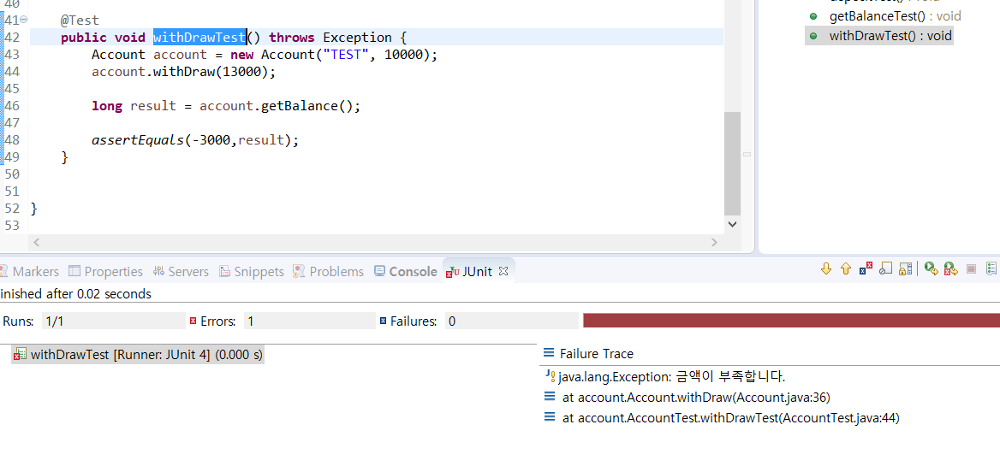 40
41 @Test
42 public void withDrawTest() throws Exception {
43 Account account = new Account("TEST", 10000);
44 account.withDraw(13000);
45
46 long result = account.getBalance();
47
48 assertEquals(-3000,result);
49 }
50
51
52 }
53
getBalanceTest() : void
withDrawTest() : void
Markers Properties Servers Snippets Problems Console JUnit
inished after 0.02 seconds
Runs: 1/1 Errors: 1 Failures: 0
withDrawTest [Runner: JUnit 4] (0.000 s)
Failure Trace
java.lang.Exception: 금액이 부족합니다.
at account.Account.withDraw(Account.java:36)
at account.AccountTest.withDrawTest(AccountTest.java:44)